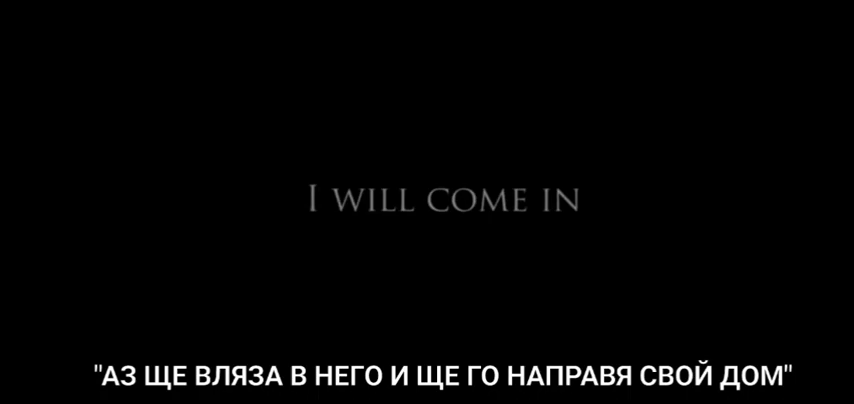 I WILL COME IN
"АЗ ЩЕ ВЛЯЗА В НЕГО И ЩЕ ГО НАПРАВЯ СВОЙ ДОМ"